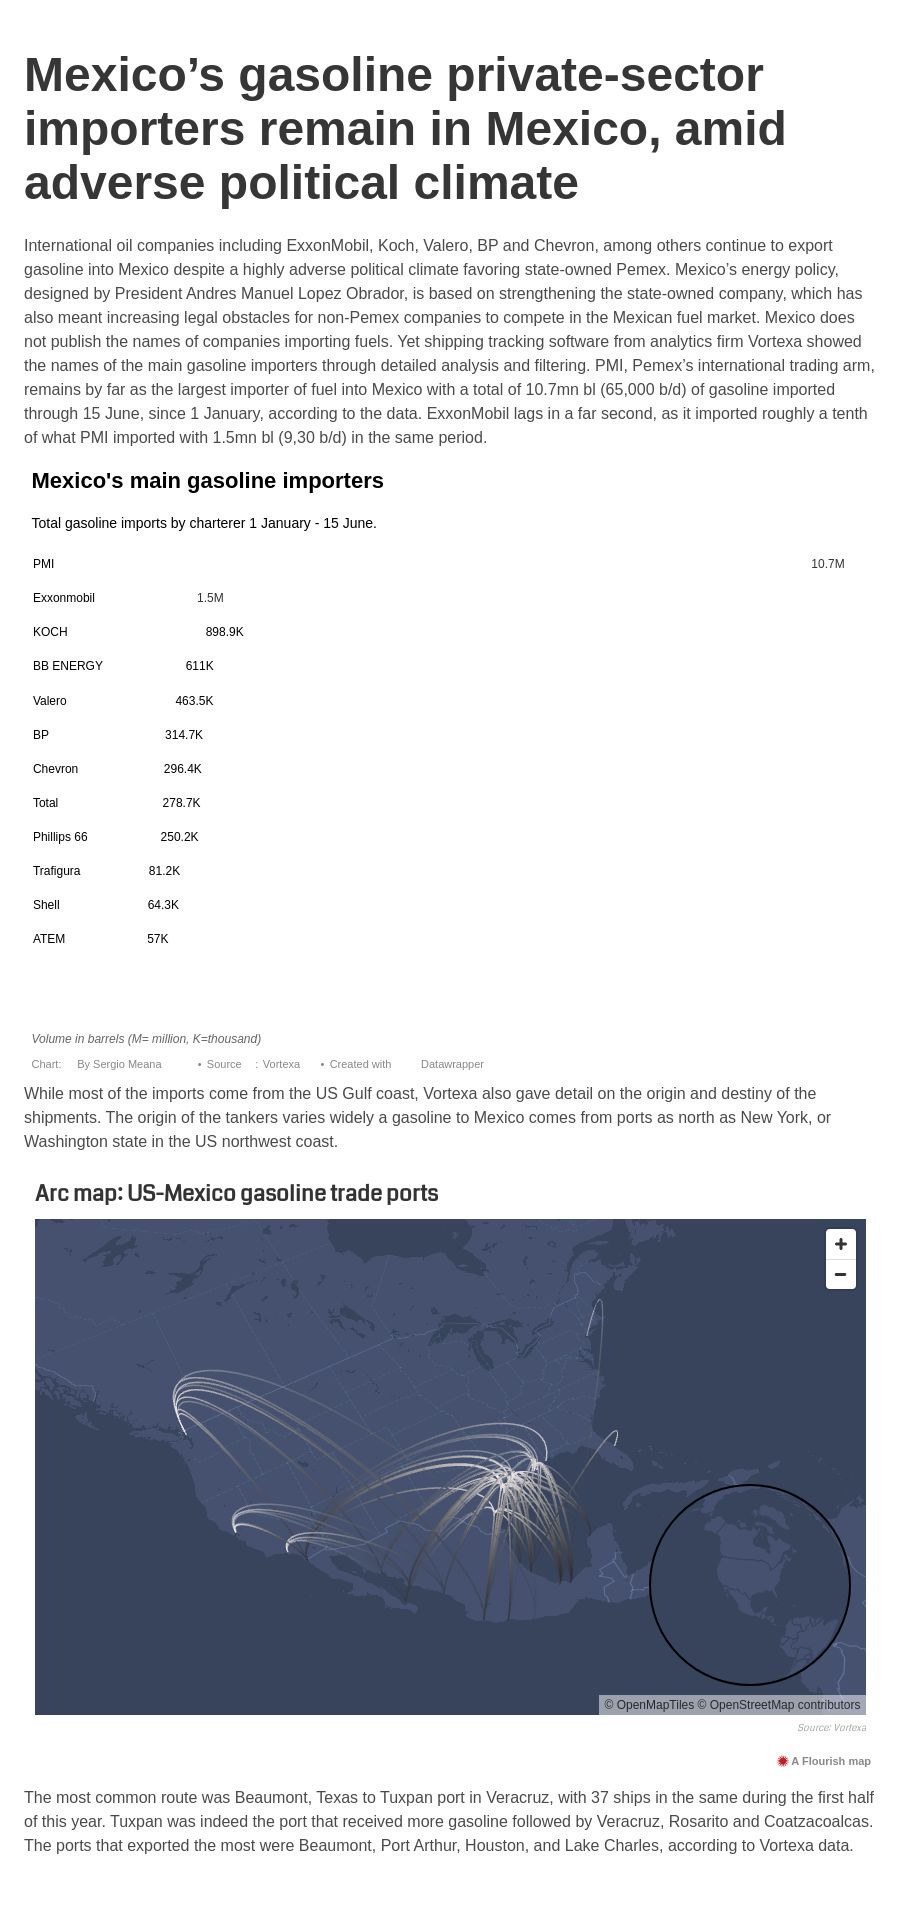 Mexico’s gasoline private-sector
importers remain in Mexico, amid
adverse political climate
International oil companies including ExxonMobil, Koch, Valero, BP and Chevron, among others continue to export
gasoline into Mexico despite a highly adverse political climate favoring state-owned Pemex. Mexico’s energy policy,
designed by President Andres Manuel Lopez Obrador, is based on strengthening the state-owned company, which has
also meant increasing legal obstacles for non-Pemex companies to compete in the Mexican fuel market. Mexico does
not publish the names of companies importing fuels. Yet shipping tracking software from analytics firm Vortexa showed
the names of the main gasoline importers through detailed analysis and filtering. PMI, Pemex’s international trading arm,
remains by far as the largest importer of fuel into Mexico with a total of 10.7mn bl (65,000 b/d) of gasoline imported
through 15 June, since 1 January, according to the data. ExxonMobil lags in a far second, as it imported roughly a tenth
of what PMI imported with 1.5mn bl (9,30 b/d) in the same period.
Mexico's main gasoline importers
Total gasoline imports by charterer 1 January - 15 June.
PMI 10.7M
Exxonmobil 1.5M
KOCH 898.9K
BB ENERGY 611K
Valero 463.5K
BP 314.7K
Chevron 296.4K
Total 278.7K
Phillips 66 250.2K
Trafigura 81.2K
Shell 64.3K
ATEM 57K
Volume in barrels (M= million, K=thousand)
Chart: By Sergio Meana • Source : Vortexa • Created with Datawrapper
While most of the imports come from the US Gulf coast, Vortexa also gave detail on the origin and destiny of the
shipments. The origin of the tankers varies widely a gasoline to Mexico comes from ports as north as New York, or
Washington state in the US northwest coast.
Arc map: US-Mexico gasoline trade ports
© OpenMapTiles © OpenStreetMap contributors
Source: Vortexa
A Flourish map
The most common route was Beaumont, Texas to Tuxpan port in Veracruz, with 37 ships in the same during the first half
of this year. Tuxpan was indeed the port that received more gasoline followed by Veracruz, Rosarito and Coatzacoalcas.
The ports that exported the most were Beaumont, Port Arthur, Houston, and Lake Charles, according to Vortexa data.